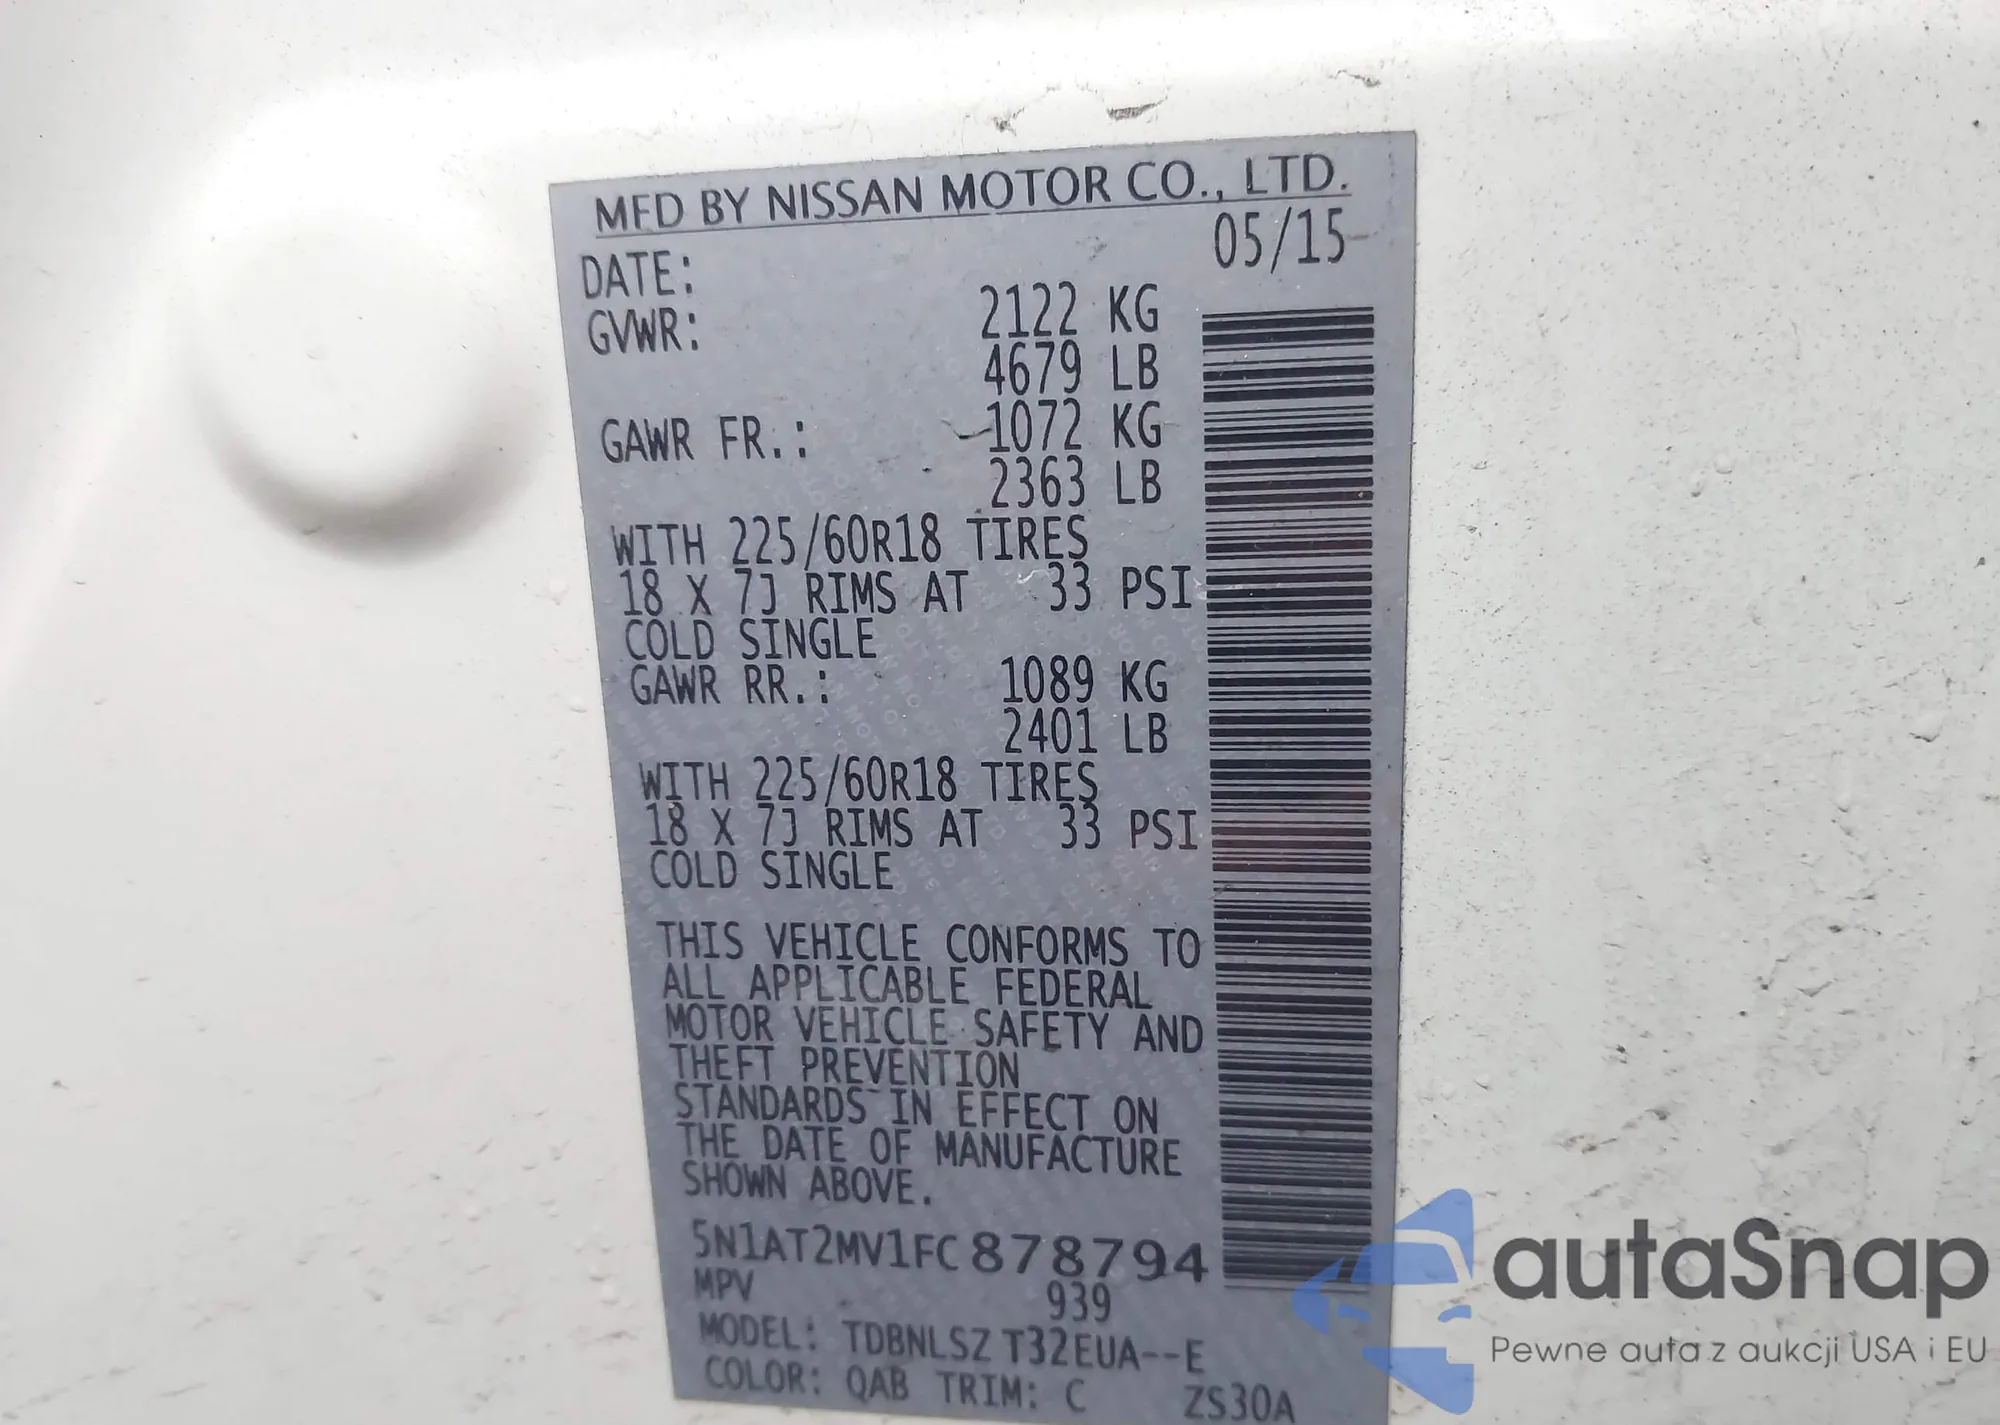 MFD BY NISSAN MOTOR CO., LTD.
DATE: 05/15
GVWR: 2122 KG
4679 LB
GAWR FR.: 1072 KG
2363 LB
WITH 225/60R18 TIRES
18 X 7J RIMS AT 33 PSI
COLD SINGLE
GAWR RR.: 1089 KG
2401 LB
WITH 225/60R18 TIRES
18 X 7J RIMS AT 33 PSI
COLD SINGLE
THIS VEHICLE CONFORMS TO
ALL APPLICABLE FEDERAL
MOTOR VEHICLE SAFETY AND
THEFT PREVENTION
STANDARDS IN EFFECT ON
THE DATE OF MANUFACTURE
SHOWN ABOVE.
5N1AT2MV1FC878794
MPV 939
MODEL: TDBNLSZ T32EUA--E
COLOR: QAB TRIM: C ZS30A
autaSnap
Pewne auta z aukcji USA i EU